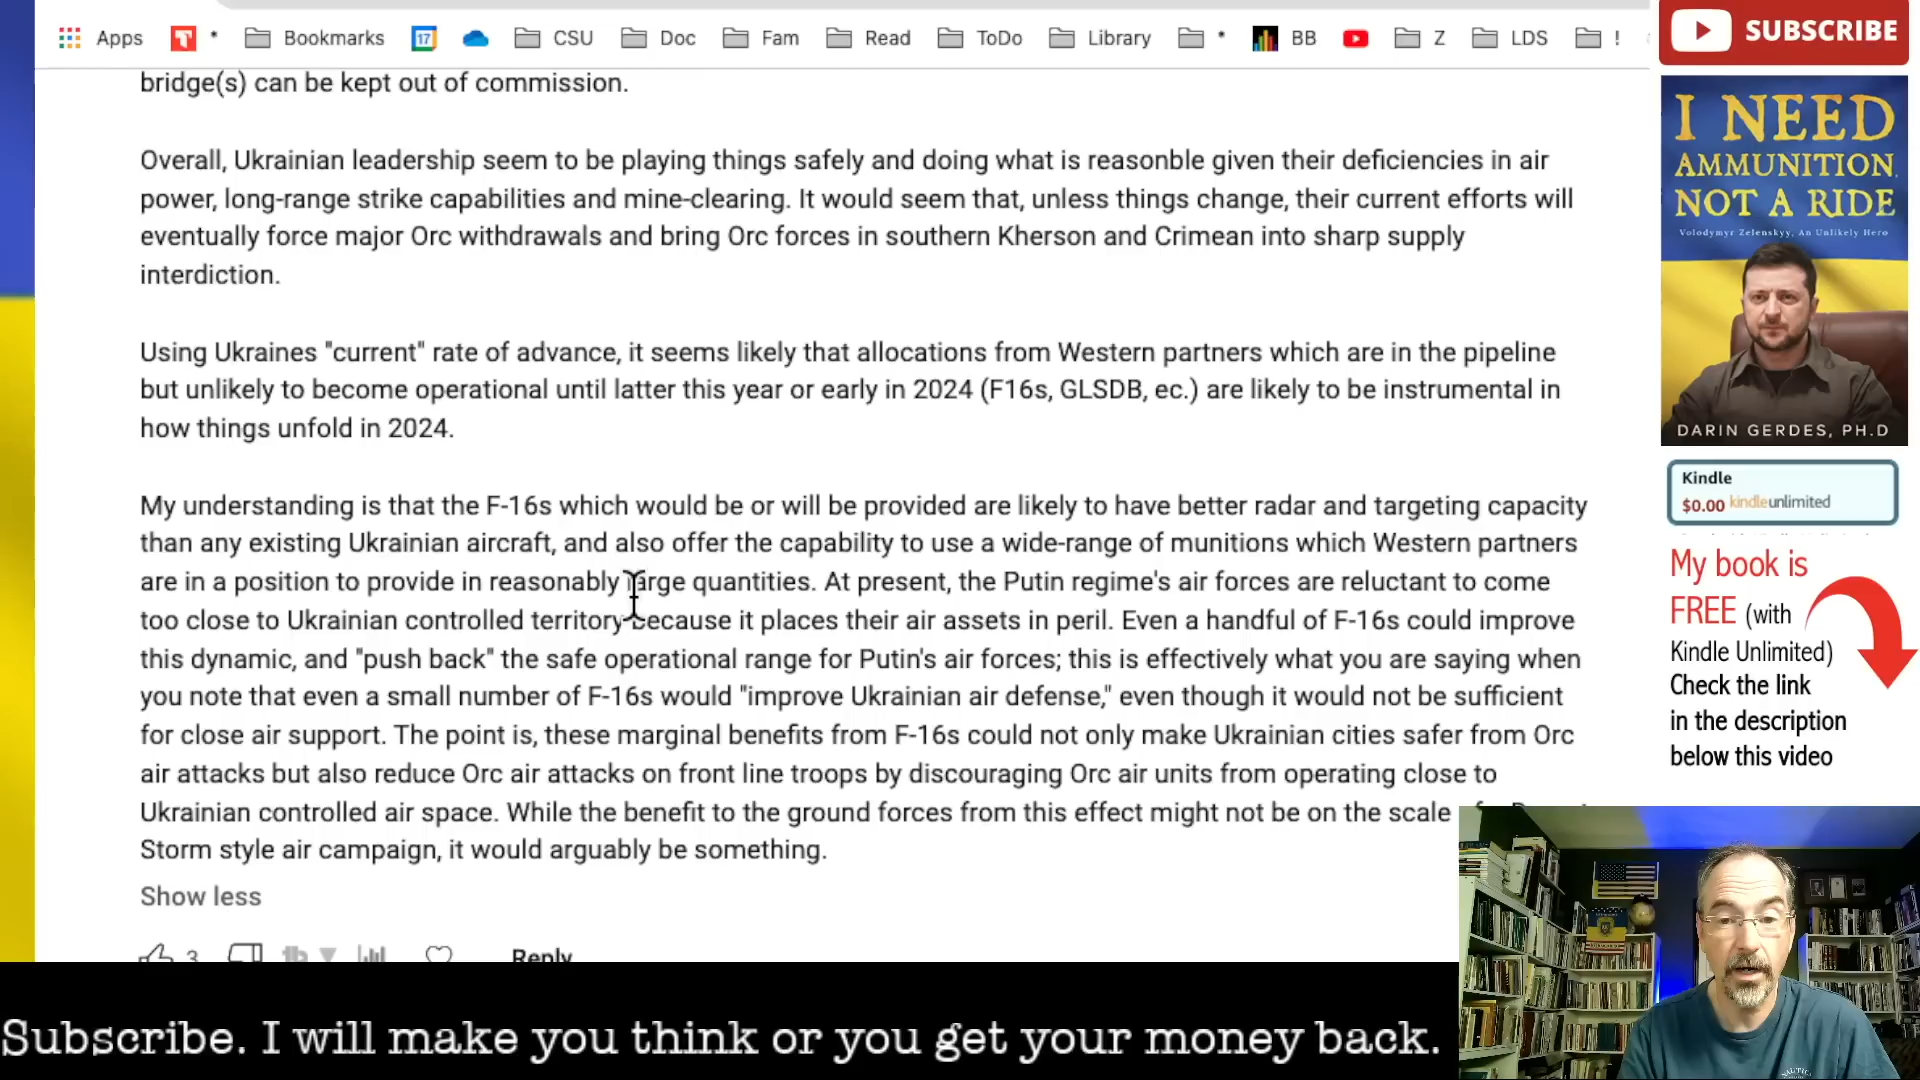 Apps * Bookmarks 17 CSU Doc Fam Read ToDo Library * BB Z LDS !
SUBSCRIBE
bridge(s) can be kept out of commission.
Overall, Ukrainian leadership seem to be playing things safely and doing what is reasonble given their deficiencies in air
power, long-range strike capabilities and mine-clearing. It would seem that, unless things change, their current efforts will
eventually force major Orc withdrawals and bring Orc forces in southern Kherson and Crimean into sharp supply
interdiction.
Using Ukraines "current" rate of advance, it seems likely that allocations from Western partners which are in the pipeline
but unlikely to become operational until latter this year or early in 2024 (F16s, GLSDB, ec.) are likely to be instrumental in
how things unfold in 2024.
My understanding is that the F-16s which would be or will be provided are likely to have better radar and targeting capacity
than any existing Ukrainian aircraft, and also offer the capability to use a wide-range of munitions which Western partners
are in a position to provide in reasonably large quantities. At present, the Putin regime's air forces are reluctant to come
too close to Ukrainian controlled territory because it places their air assets in peril. Even a handful of F-16s could improve
this dynamic, and "push back" the safe operational range for Putin's air forces; this is effectively what you are saying when
you note that even a small number of F-16s would "improve Ukrainian air defense," even though it would not be sufficient
for close air support. The point is, these marginal benefits from F-16s could not only make Ukrainian cities safer from Orc
air attacks but also reduce Orc air attacks on front line troops by discouraging Orc air units from operating close to
Ukrainian controlled air space. While the benefit to the ground forces from this effect might not be on the scale
Storm style air campaign, it would arguably be something.
Show less
3 Reply
I NEED
AMMUNITION,
NOT A RIDE
Volodymyr Zelenskyy, An Unlikely Hero
DARIN GERDES, PH.D
Kindle
$0.00 kindleunlimited
My book is
FREE (with
Kindle Unlimited)
Check the link
in the description
below this video
Subscribe. I will make you think or you get your money back.